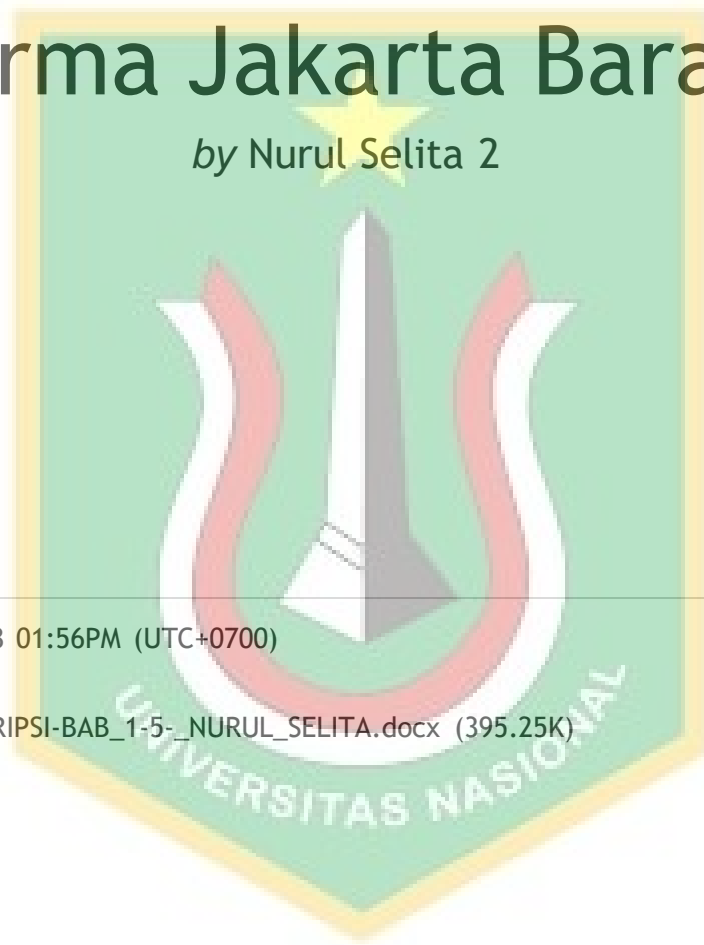 rma Jakarta Bara
by Nurul Selita 2
01:56PM (UTC+0700)
RIPSI-BAB_1-5-_NURUL_SELITA.docx (395.25K)
UNIVERSITAS NASIONAL